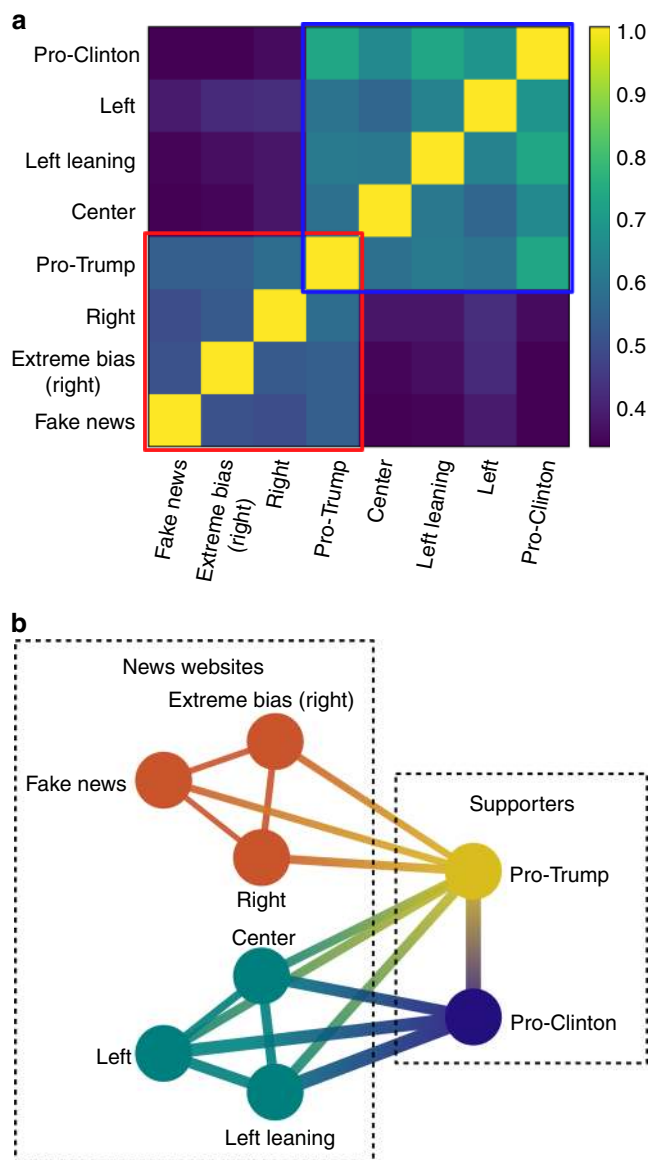 a
Pro-Clinton
Left
Left leaning
Center
Pro-Trump
Right
Extreme bias
(right)
Fake news
1.0
0.9
0.8
0.7
0.6
0.5
0.4
Fake news
Extreme bias
(right)
Right
Pro-Trump
Center
Left leaning
Left
Pro-Clinton
b
News websites
Extreme bias (right)
Fake news
Supporters
Pro-Trump
Right
Center
Pro-Clinton
Left
Left leaning